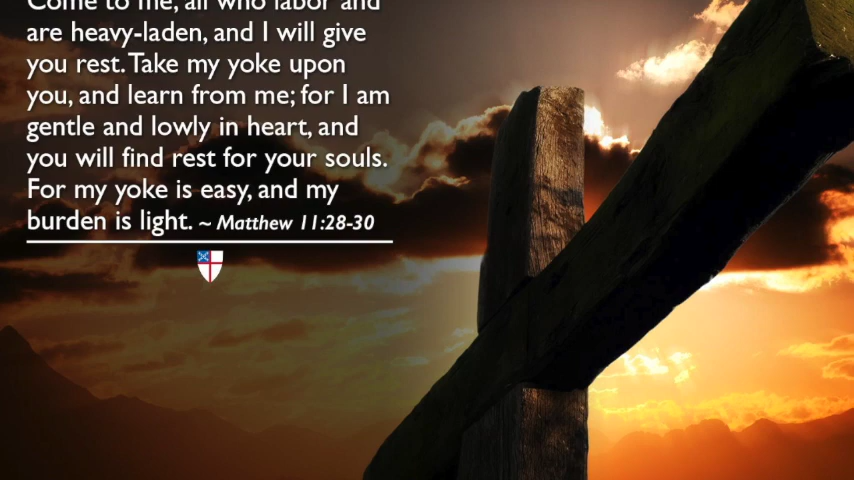 Come to me, all who labor and
are heavy-laden, and I will give
you rest. Take my yoke upon
you, and learn from me; for I am
gentle and lowly in heart, and
you will find rest for your souls.
For my yoke is easy, and my
burden is light. ~ Matthew 11:28-30